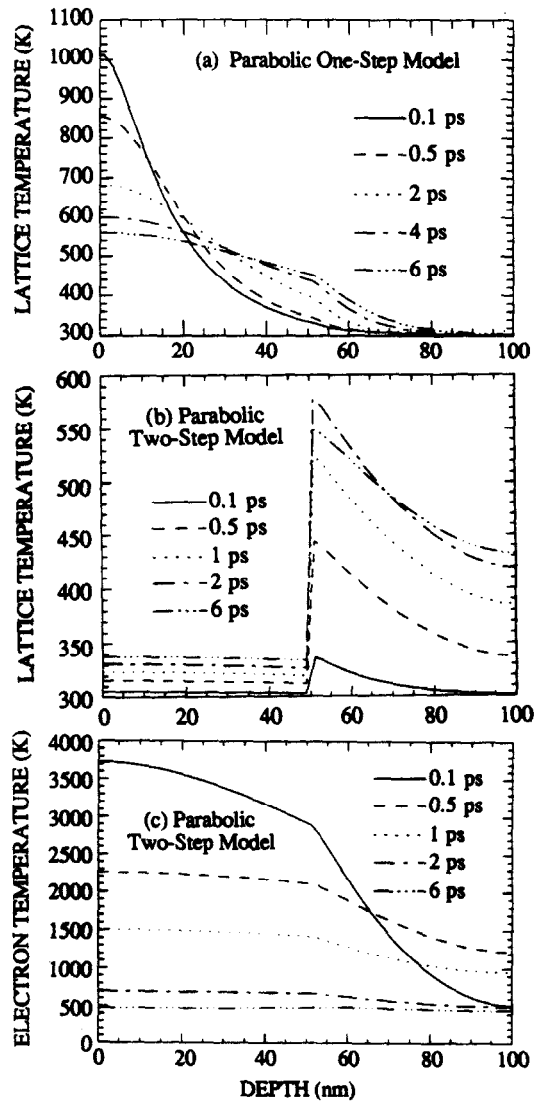 LATTICE TEMPERATURE (K)
1100
1000
900
800
700
600
500
400
300
(a) Parabolic One-Step Model
0.1 ps
0.5 ps
2 ps
4 ps
6 ps
0 20 40 60 80 100
LATTICE TEMPERATURE (K)
600
550
500
450
400
350
300
(b) Parabolic
Two-Step Model
0.1 ps
0.5 ps
1 ps
2 ps
6 ps
0 20 40 60 80 100
ELECTRON TEMPERATURE (K)
4000
3500
3000
2500
2000
1500
1000
500
0
(c) Parabolic
Two-Step Model
0.1 ps
0.5 ps
1 ps
2 ps
6 ps
0 20 40 60 80 100
DEPTH (nm)